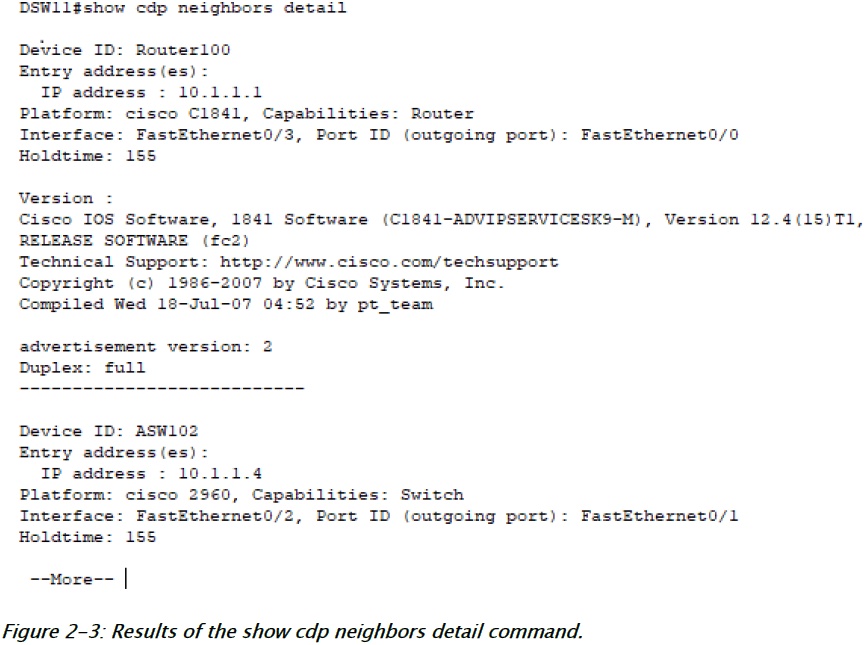 DSW11#show cdp neighbors detail
Device ID: Router100
Entry address(es):
IP address : 10.1.1.1
Platform: cisco C1841, Capabilities: Router
Interface: FastEthernet0/3, Port ID (outgoing port): FastEthernet0/0
Holdtime: 155
Version :
Cisco IOS Software, 1841 Software (C1841-ADVIPSERVICESK9-M), Version 12.4(15)T1,
RELEASE SOFTWARE (fc2)
Technical Support: http://www.cisco.com/techsupport
Copyright (c) 1986-2007 by Cisco Systems, Inc.
Compiled Wed 18-Jul-07 04:52 by pt_team
advertisement version: 2
Duplex: full
---------------------------
Device ID: ASW102
Entry address(es):
IP address : 10.1.1.4
Platform: cisco 2960, Capabilities: Switch
Interface: FastEthernet0/2, Port ID (outgoing port): FastEthernet0/1
Holdtime: 155
--More--
Figure 2-3: Results of the show cdp neighbors detail command.